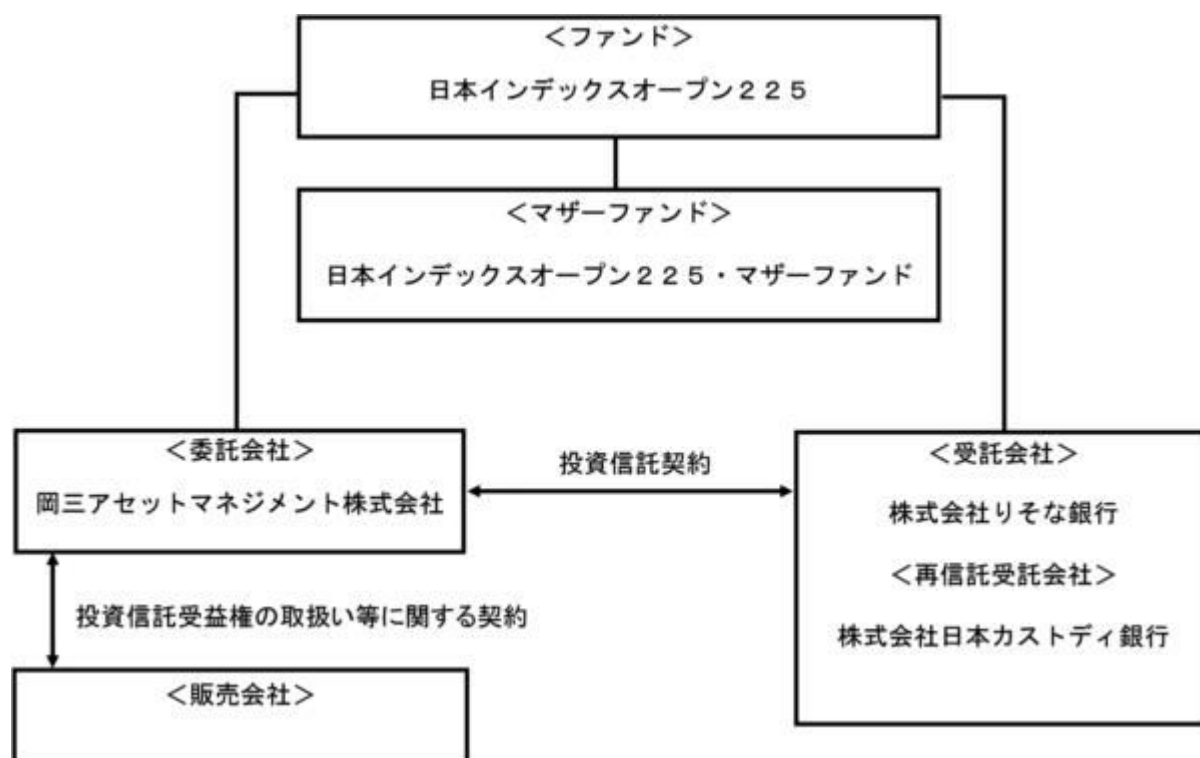 ＜ファンド＞
日本インデックスオープン２２５
＜マザーファンド＞
日本インデックスオープン２２５・マザーファンド
＜委託会社＞
岡三アセットマネジメント株式会社
投資信託契約
＜受託会社＞
株式会社りそな銀行
＜再信託受託会社＞
株式会社日本カストディ銀行
投資信託受益権の取扱い等に関する契約
＜販売会社＞